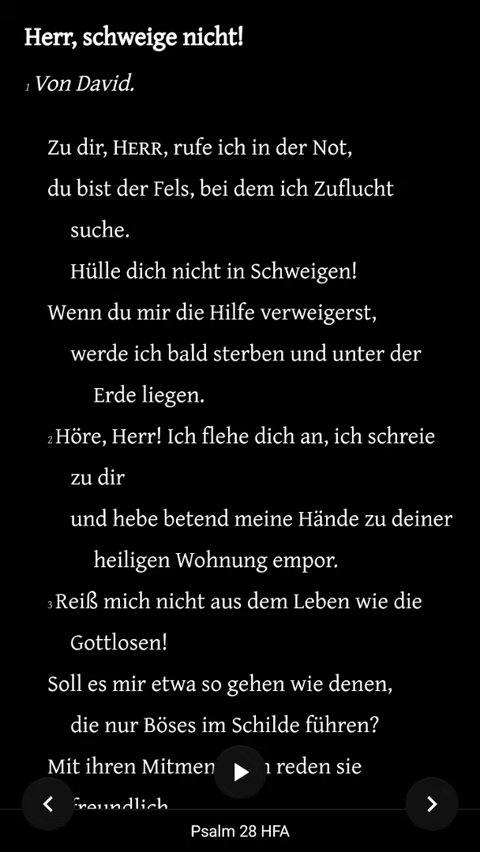 Herr, schweige nicht!
1 Von David.
Zu dir, HERR, rufe ich in der Not,
du bist der Fels, bei dem ich Zuflucht
suche.
Hülle dich nicht in Schweigen!
Wenn du mir die Hilfe verweigerst,
werde ich bald sterben und unter der
Erde liegen.
2 Höre, Herr! Ich flehe dich an, ich schreie
zu dir
und hebe betend meine Hände zu deiner
heiligen Wohnung empor.
3 Reiß mich nicht aus dem Leben wie die
Gottlosen!
Soll es mir etwa so gehen wie denen,
die nur Böses im Schilde führen?
Mit ihren reden sie
freundlich
Psalm 28 HFA